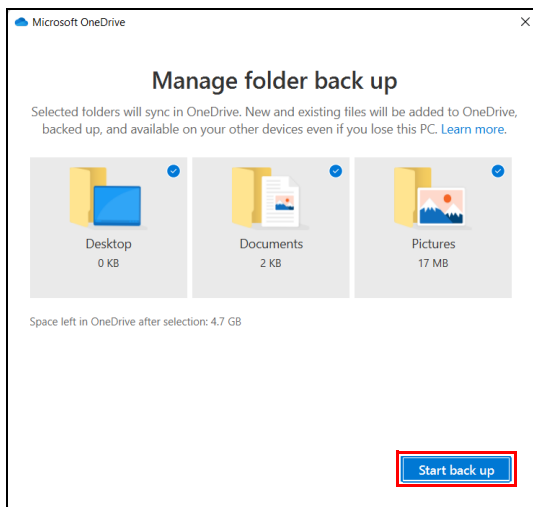 Microsoft OneDrive
Manage folder back up
Selected folders will sync in OneDrive. New and existing files will be added to OneDrive,
backed up, and available on your other devices even if you lose this PC. Learn more.
Desktop
0 KB
Documents
2 KB
Pictures
17 MB
Space left in OneDrive after selection: 4.7 GB
Start back up